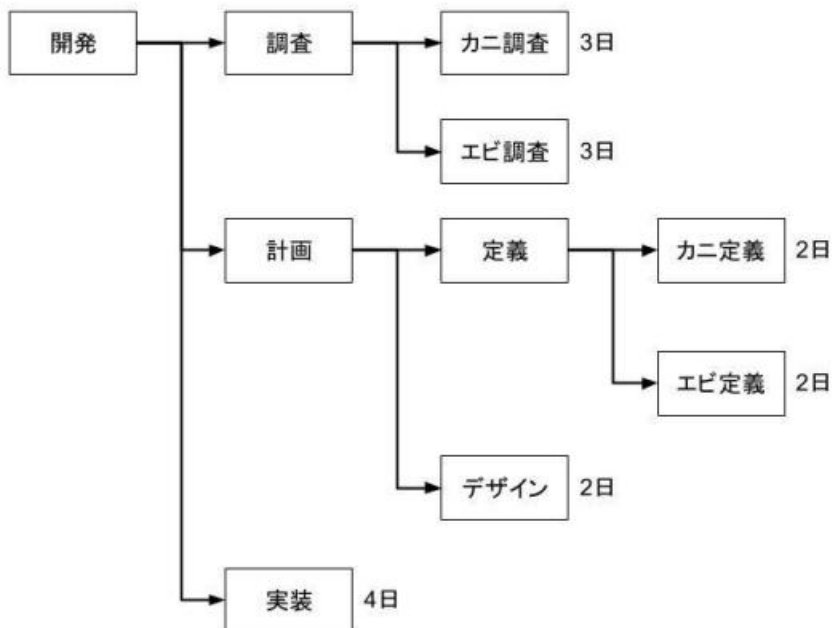 開発
調査
カニ調査 3日
エビ調査 3日
計画
定義
カニ定義 2日
エビ定義 2日
デザイン 2日
実装 4日